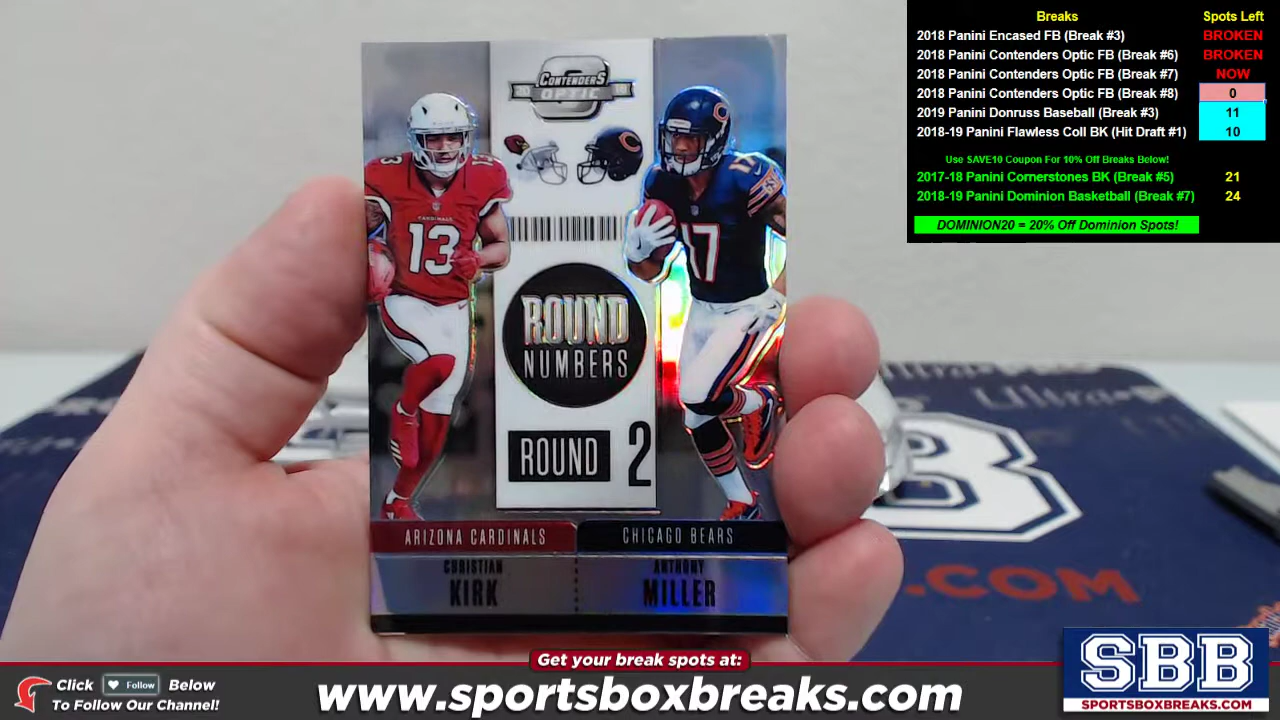 Breaks Spots Left
2018 Panini Encased FB (Break #3) BROKEN
2018 Panini Contenders Optic FB (Break #6) BROKEN
2018 Panini Contenders Optic FB (Break #7) NOW
2018 Panini Contenders Optic FB (Break #8) 0
2019 Panini Donruss Baseball (Break #3) 11
2018-19 Panini Flawless Coll BK (Hit Draft #1) 10
Use SAVE10 Coupon For 10% Off Breaks Below!
2017-18 Panini Cornerstones BK (Break #5) 21
2018-19 Panini Dominion Basketball (Break #7) 24
DOMINION20 = 20% Off Dominion Spots!
CONTENDERS
20 OPTIC 18
13
17
ROUND
NUMBERS
ROUND 2
ARIZONA CARDINALS
CHICAGO BEARS
CHRISTIAN
KIRK
ANTHONY
MILLER
B
.COM
Get your break spots at:
Click Follow Below
To Follow Our Channel!
www.sportsboxbreaks.com
SBB
SPORTSBOXBREAKS.COM